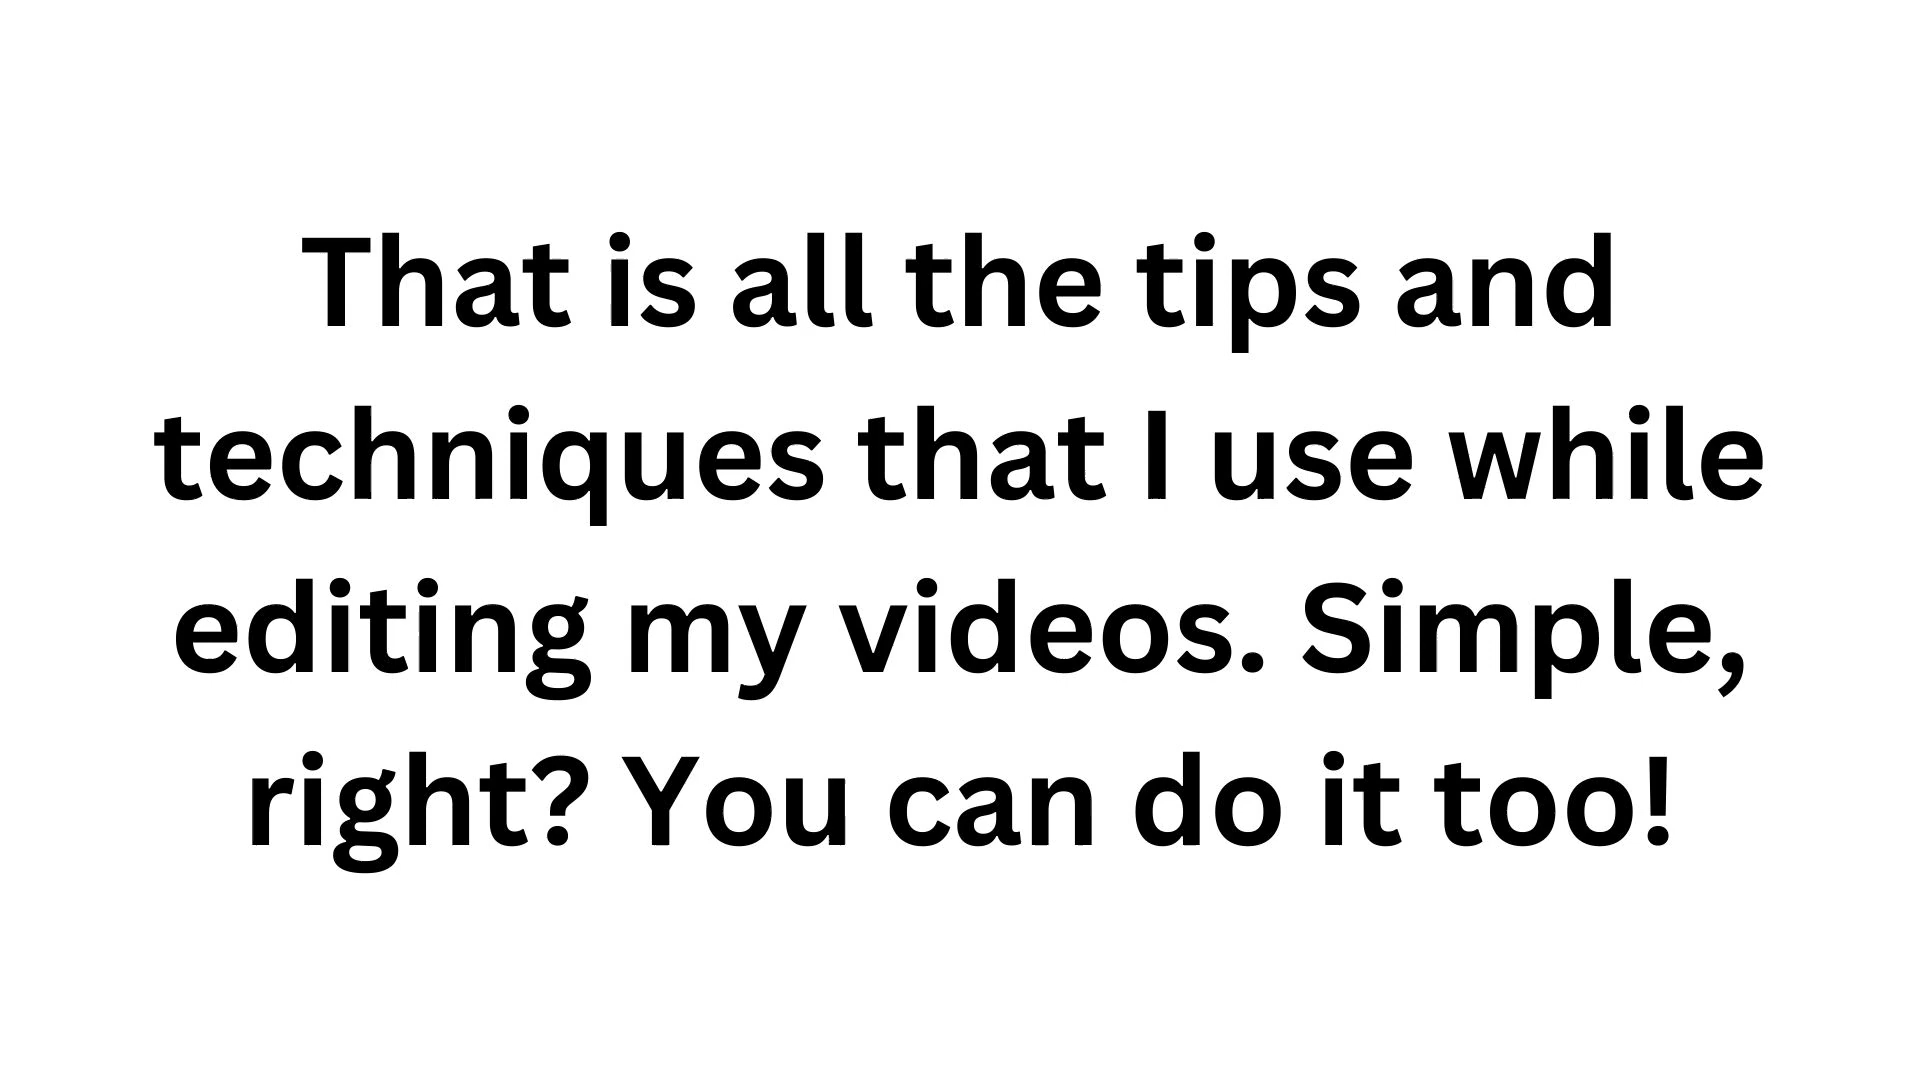 That is all the tips and
techniques that I use while
editing my videos. Simple,
right? You can do it too!